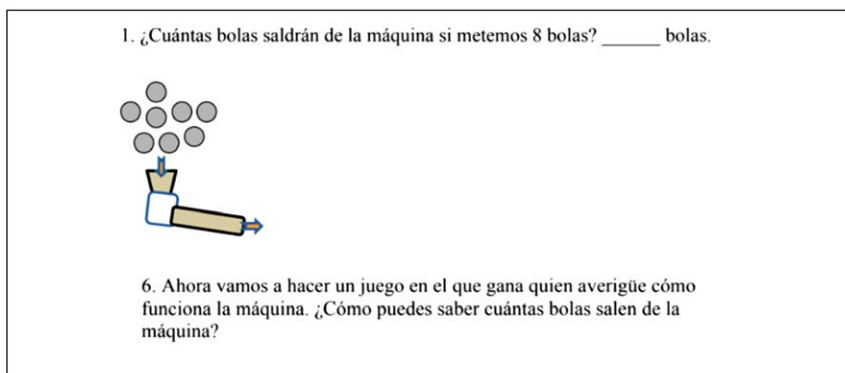 1. ¿Cuántas bolas saldrán de la máquina si metemos 8 bolas? ______ bolas.
6. Ahora vamos a hacer un juego en el que gana quien averigüe cómo
funciona la máquina. ¿Cómo puedes saber cuántas bolas salen de la
máquina?